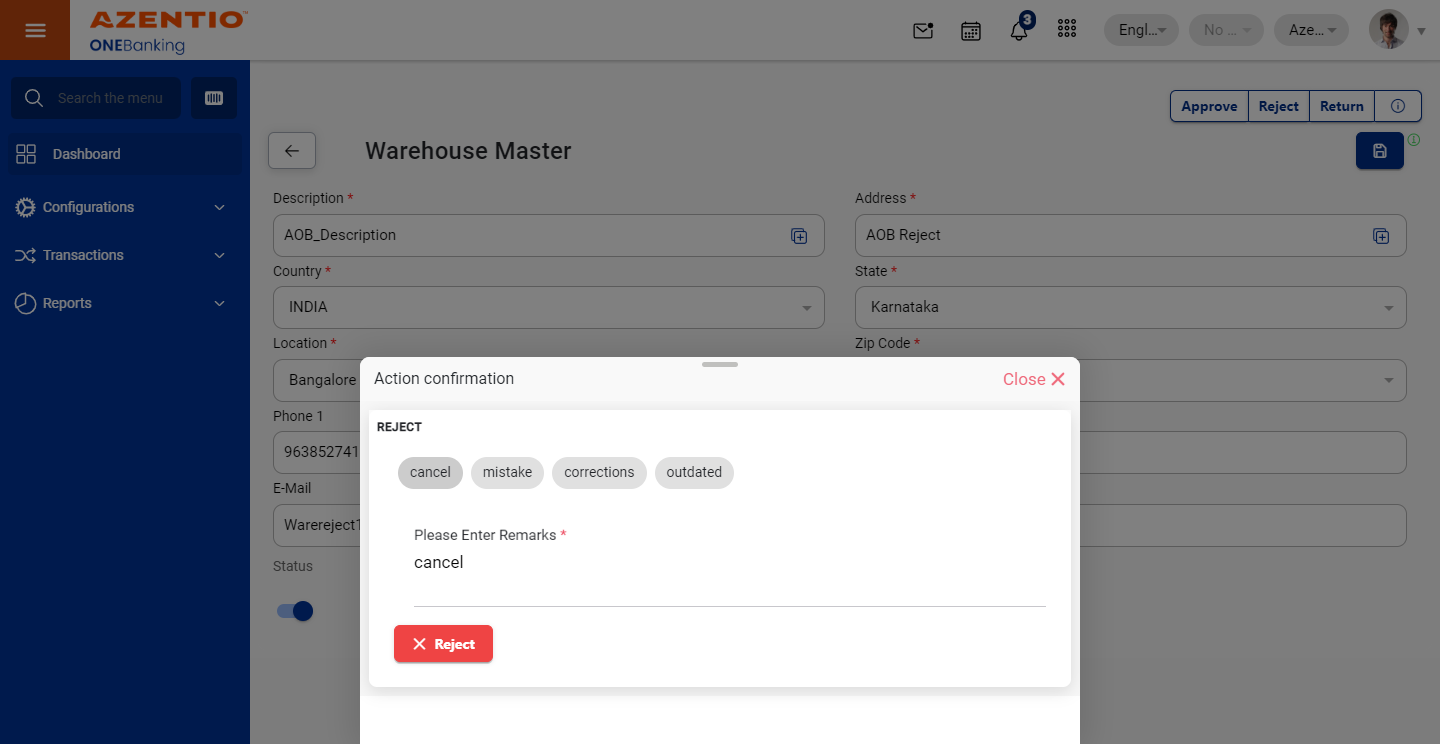 AZENTIO™
ONEBanking
3
Engl...
No ...
Aze...
Search the menu
Dashboard
Configurations
Transactions
Reports
Approve
Reject
Return
Warehouse Master
Description *
Address *
AOB_Description
AOB Reject
Country *
State *
INDIA
Karnataka
Location *
Zip Code *
Bangalore
Phone 1
963852741
E-Mail
Warereject1
Status
Action confirmation
Close
REJECT
cancel
mistake
corrections
outdated
Please Enter Remarks *
cancel
Reject